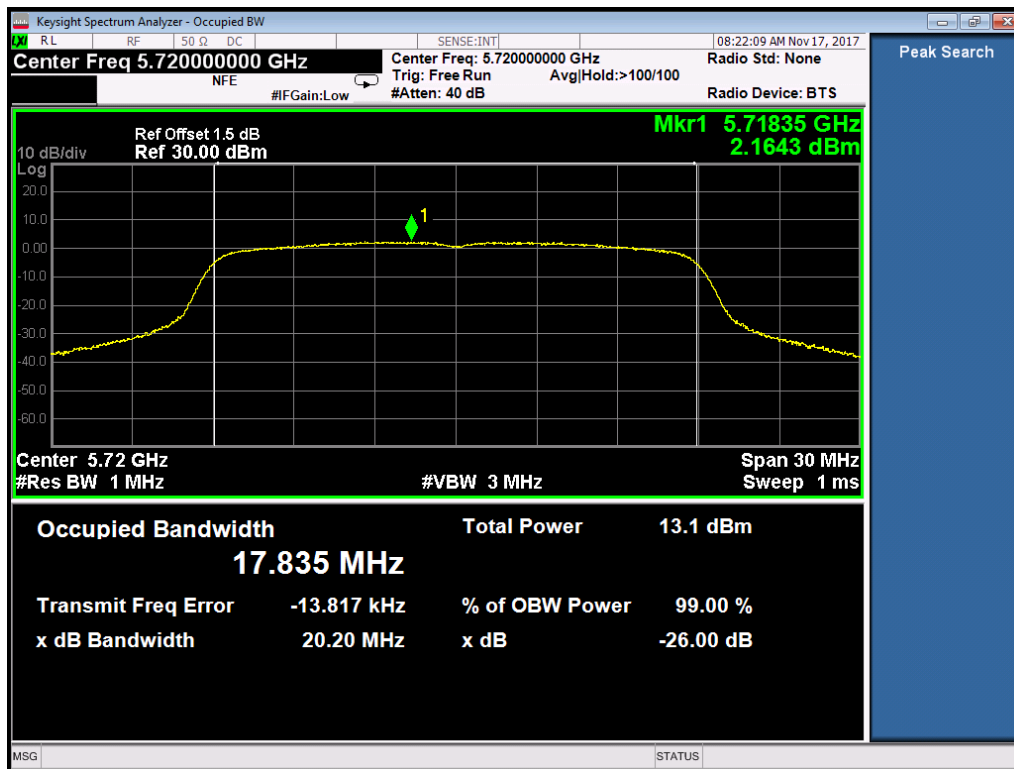 Keysight Spectrum Analyzer - Occupied BW
LXI RL RF 50 Ω DC SENSE:INT 08:22:09 AM Nov 17, 2017
Center Freq 5.720000000 GHz Center Freq: 5.720000000 GHz Radio Std: None
NFE Trig: Free Run Avg|Hold:>100/100
#IFGain:Low #Atten: 40 dB Radio Device: BTS
Peak Search
Mkr1 5.71835 GHz
2.1643 dBm
Ref Offset 1.5 dB
10 dB/div Ref 30.00 dBm
Log
20.0
10.0
1
0.00
-10.0
-20.0
-30.0
-40.0
-50.0
-60.0
Center 5.72 GHz Span 30 MHz
#Res BW 1 MHz #VBW 3 MHz Sweep 1 ms
Occupied Bandwidth Total Power 13.1 dBm
17.835 MHz
Transmit Freq Error -13.817 kHz % of OBW Power 99.00 %
x dB Bandwidth 20.20 MHz x dB -26.00 dB
MSG STATUS